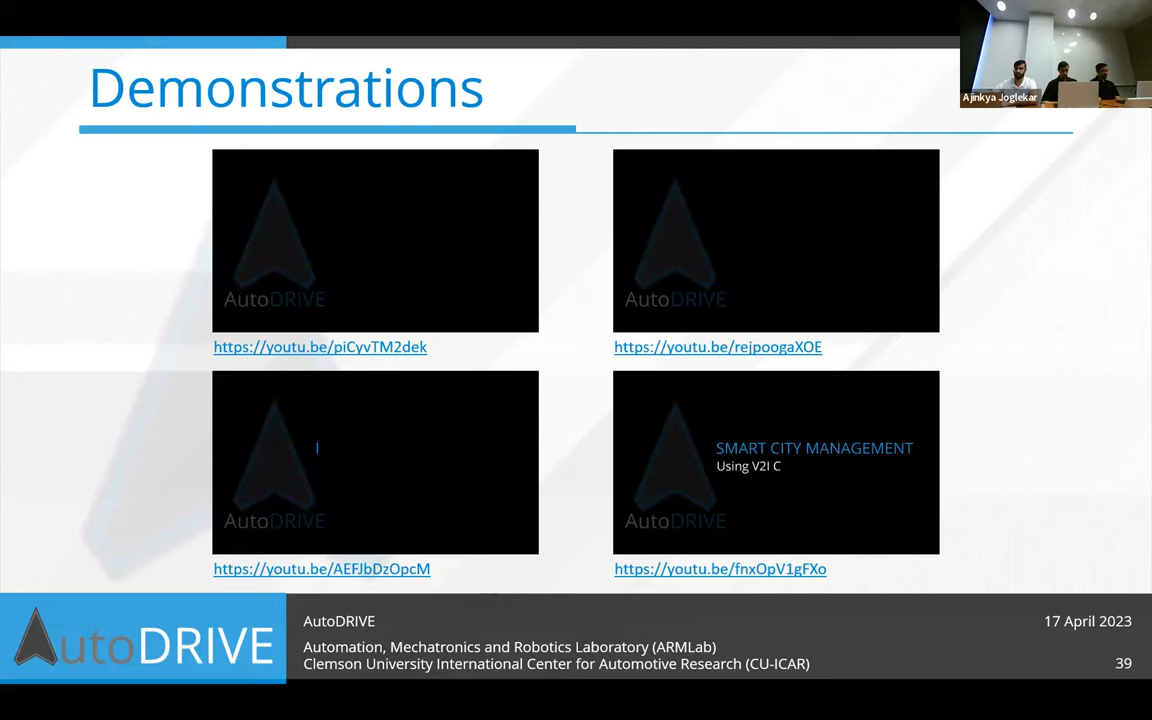 Demonstrations
Ajinkya Joglekar
AutoDRIVE
AutoDRIVE
https://youtu.be/piCyvTM2dek
https://youtu.be/rejpoogaXOE
I
SMART CITY MANAGEMENT
Using V2I C
AutoDRIVE
AutoDRIVE
https://youtu.be/AEFJbDzOpcM
https://youtu.be/fnxOpV1gFXo
AutoDRIVE
AutoDRIVE
17 April 2023
Automation, Mechatronics and Robotics Laboratory (ARMLab)
Clemson University International Center for Automotive Research (CU-ICAR)
39